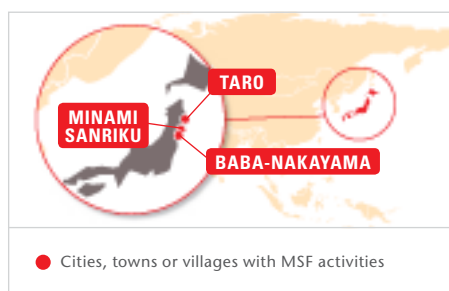 TARO
MINAMI
SANRIKU
BABA-NAKAYAMA
Cities, towns or villages with MSF activities